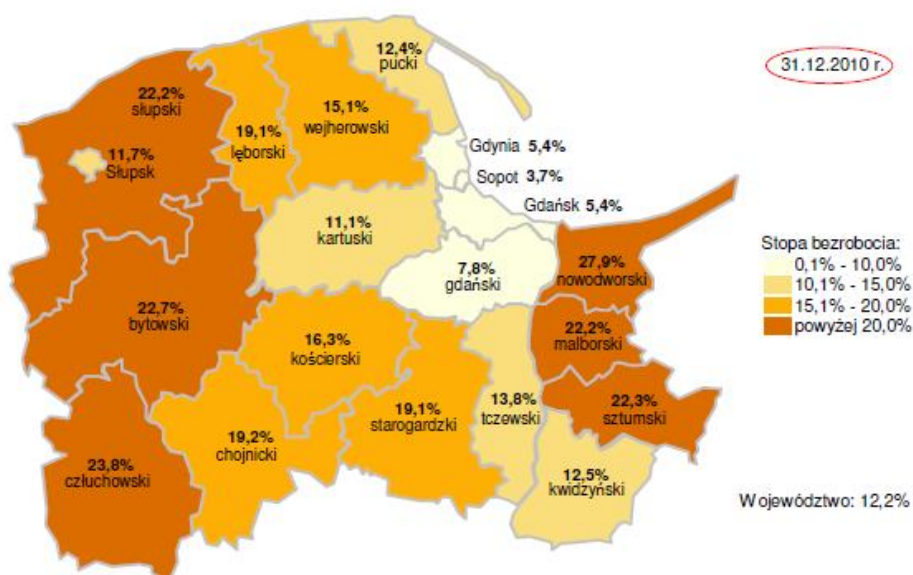 12,4%
pucki
31.12.2010 r.
22,2%
słupski
15,1%
wejherowski
19,1%
lęborski
Gdynia 5,4%
11,7%
Słupsk
Sopot 3,7%
Gdańsk 5,4%
11,1%
kartuski
Stopa bezrobocia:
0,1% - 10,0%
10,1% - 15,0%
15,1% - 20,0%
powyżej 20,0%
7,8%
gdański
27,9%
nowodworski
22,7%
bytowski
22,2%
malborski
16,3%
kościerski
19,1%
starogardzki
13,8%
tczewski
22,3%
sztumski
19,2%
chojnicki
23,8%
człuchowski
12,5%
kwidzyński
Województwo: 12,2%